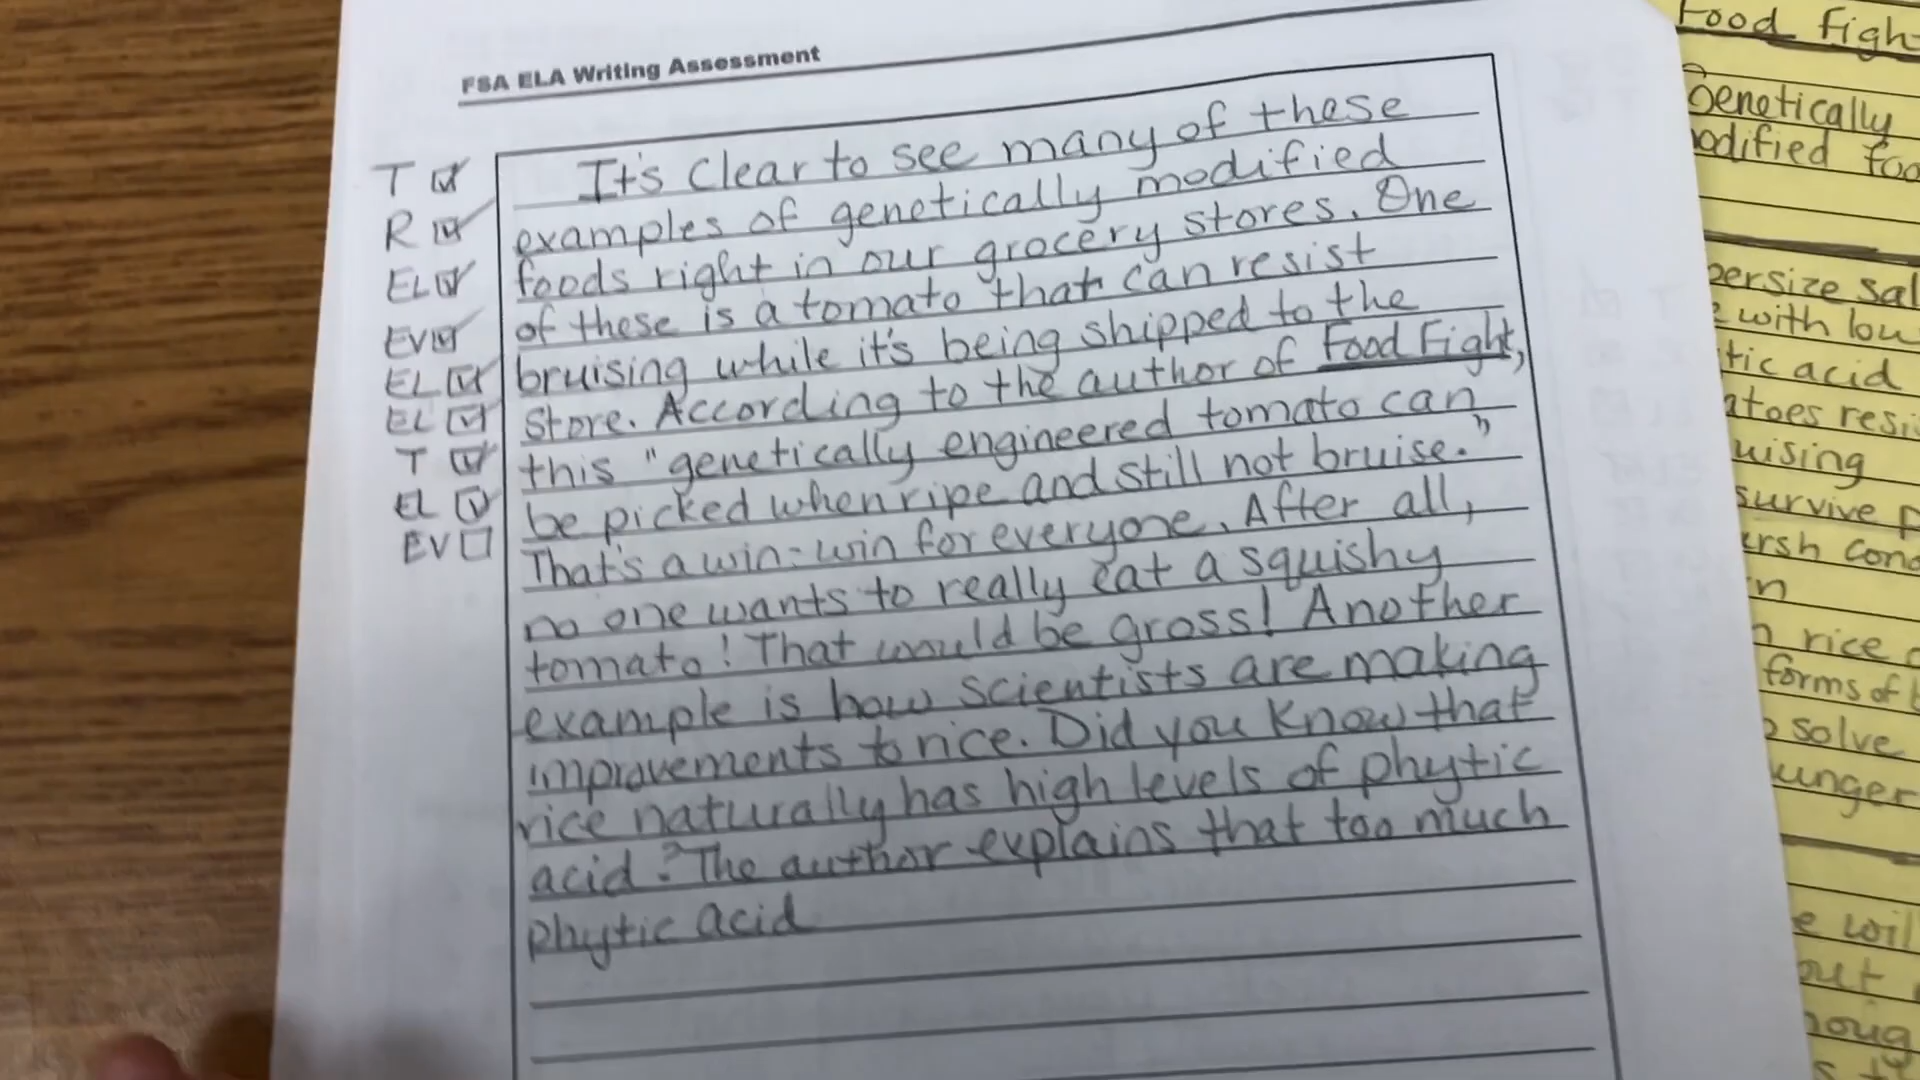 FSA ELA Writing Assessment
T
R
EL
EV
EL
EL
T
EL
EV
It's clear to see many of these
examples of genetically modified
foods right in our grocery stores. One
of these is a tomato that can resist
bruising while it's being shipped to the
store. According to the author of Food Fight,
this "genetically engineered tomato can
be picked when ripe and still not bruise."
That's a win-win for everyone. After all,
no one wants to really eat a squishy
tomato! That would be gross! Another
example is how scientists are making
improvements to rice. Did you know that
rice naturally has high levels of phytic
acid? The author explains that too much
phytic acid
Food Figh
Genetically
odified foo
persize sal
with low
tic acid
atoes resi
uising
survive p
rsh cond
n
rice
forms of
solve
unger
e wil
out
houg